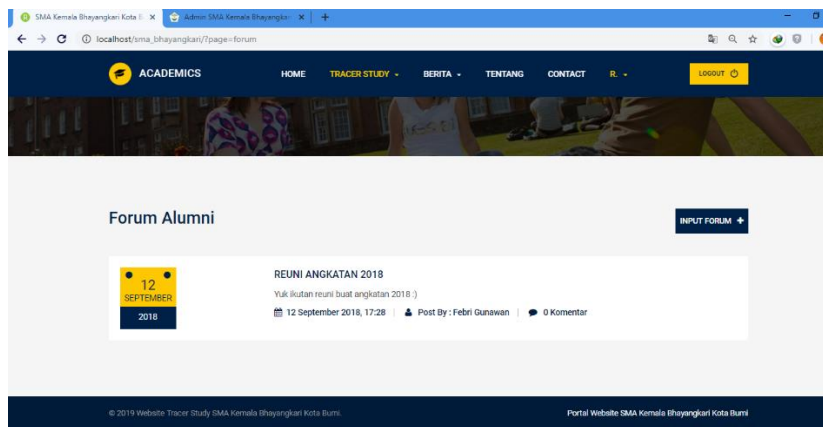 SMA Kemala Bhayangkari Kota B
Admin SMA Kemala Bhayangkar
localhost/sma_bhayangkari/?page=forum
ACADEMICS
HOME TRACER STUDY BERITA TENTANG CONTACT R. LOGOUT
Forum Alumni
INPUT FORUM +
12
SEPTEMBER
2018
REUNI ANGKATAN 2018
Yuk ikutan reuni buat angkatan 2018 :)
12 September 2018, 17:28 | Post By : Febri Gunawan | 0 Komentar
© 2019 Website Tracer Study SMA Kemala Bhayangkari Kota Bumi.
Portal Website SMA Kemala Bhayangkari Kota Bumi